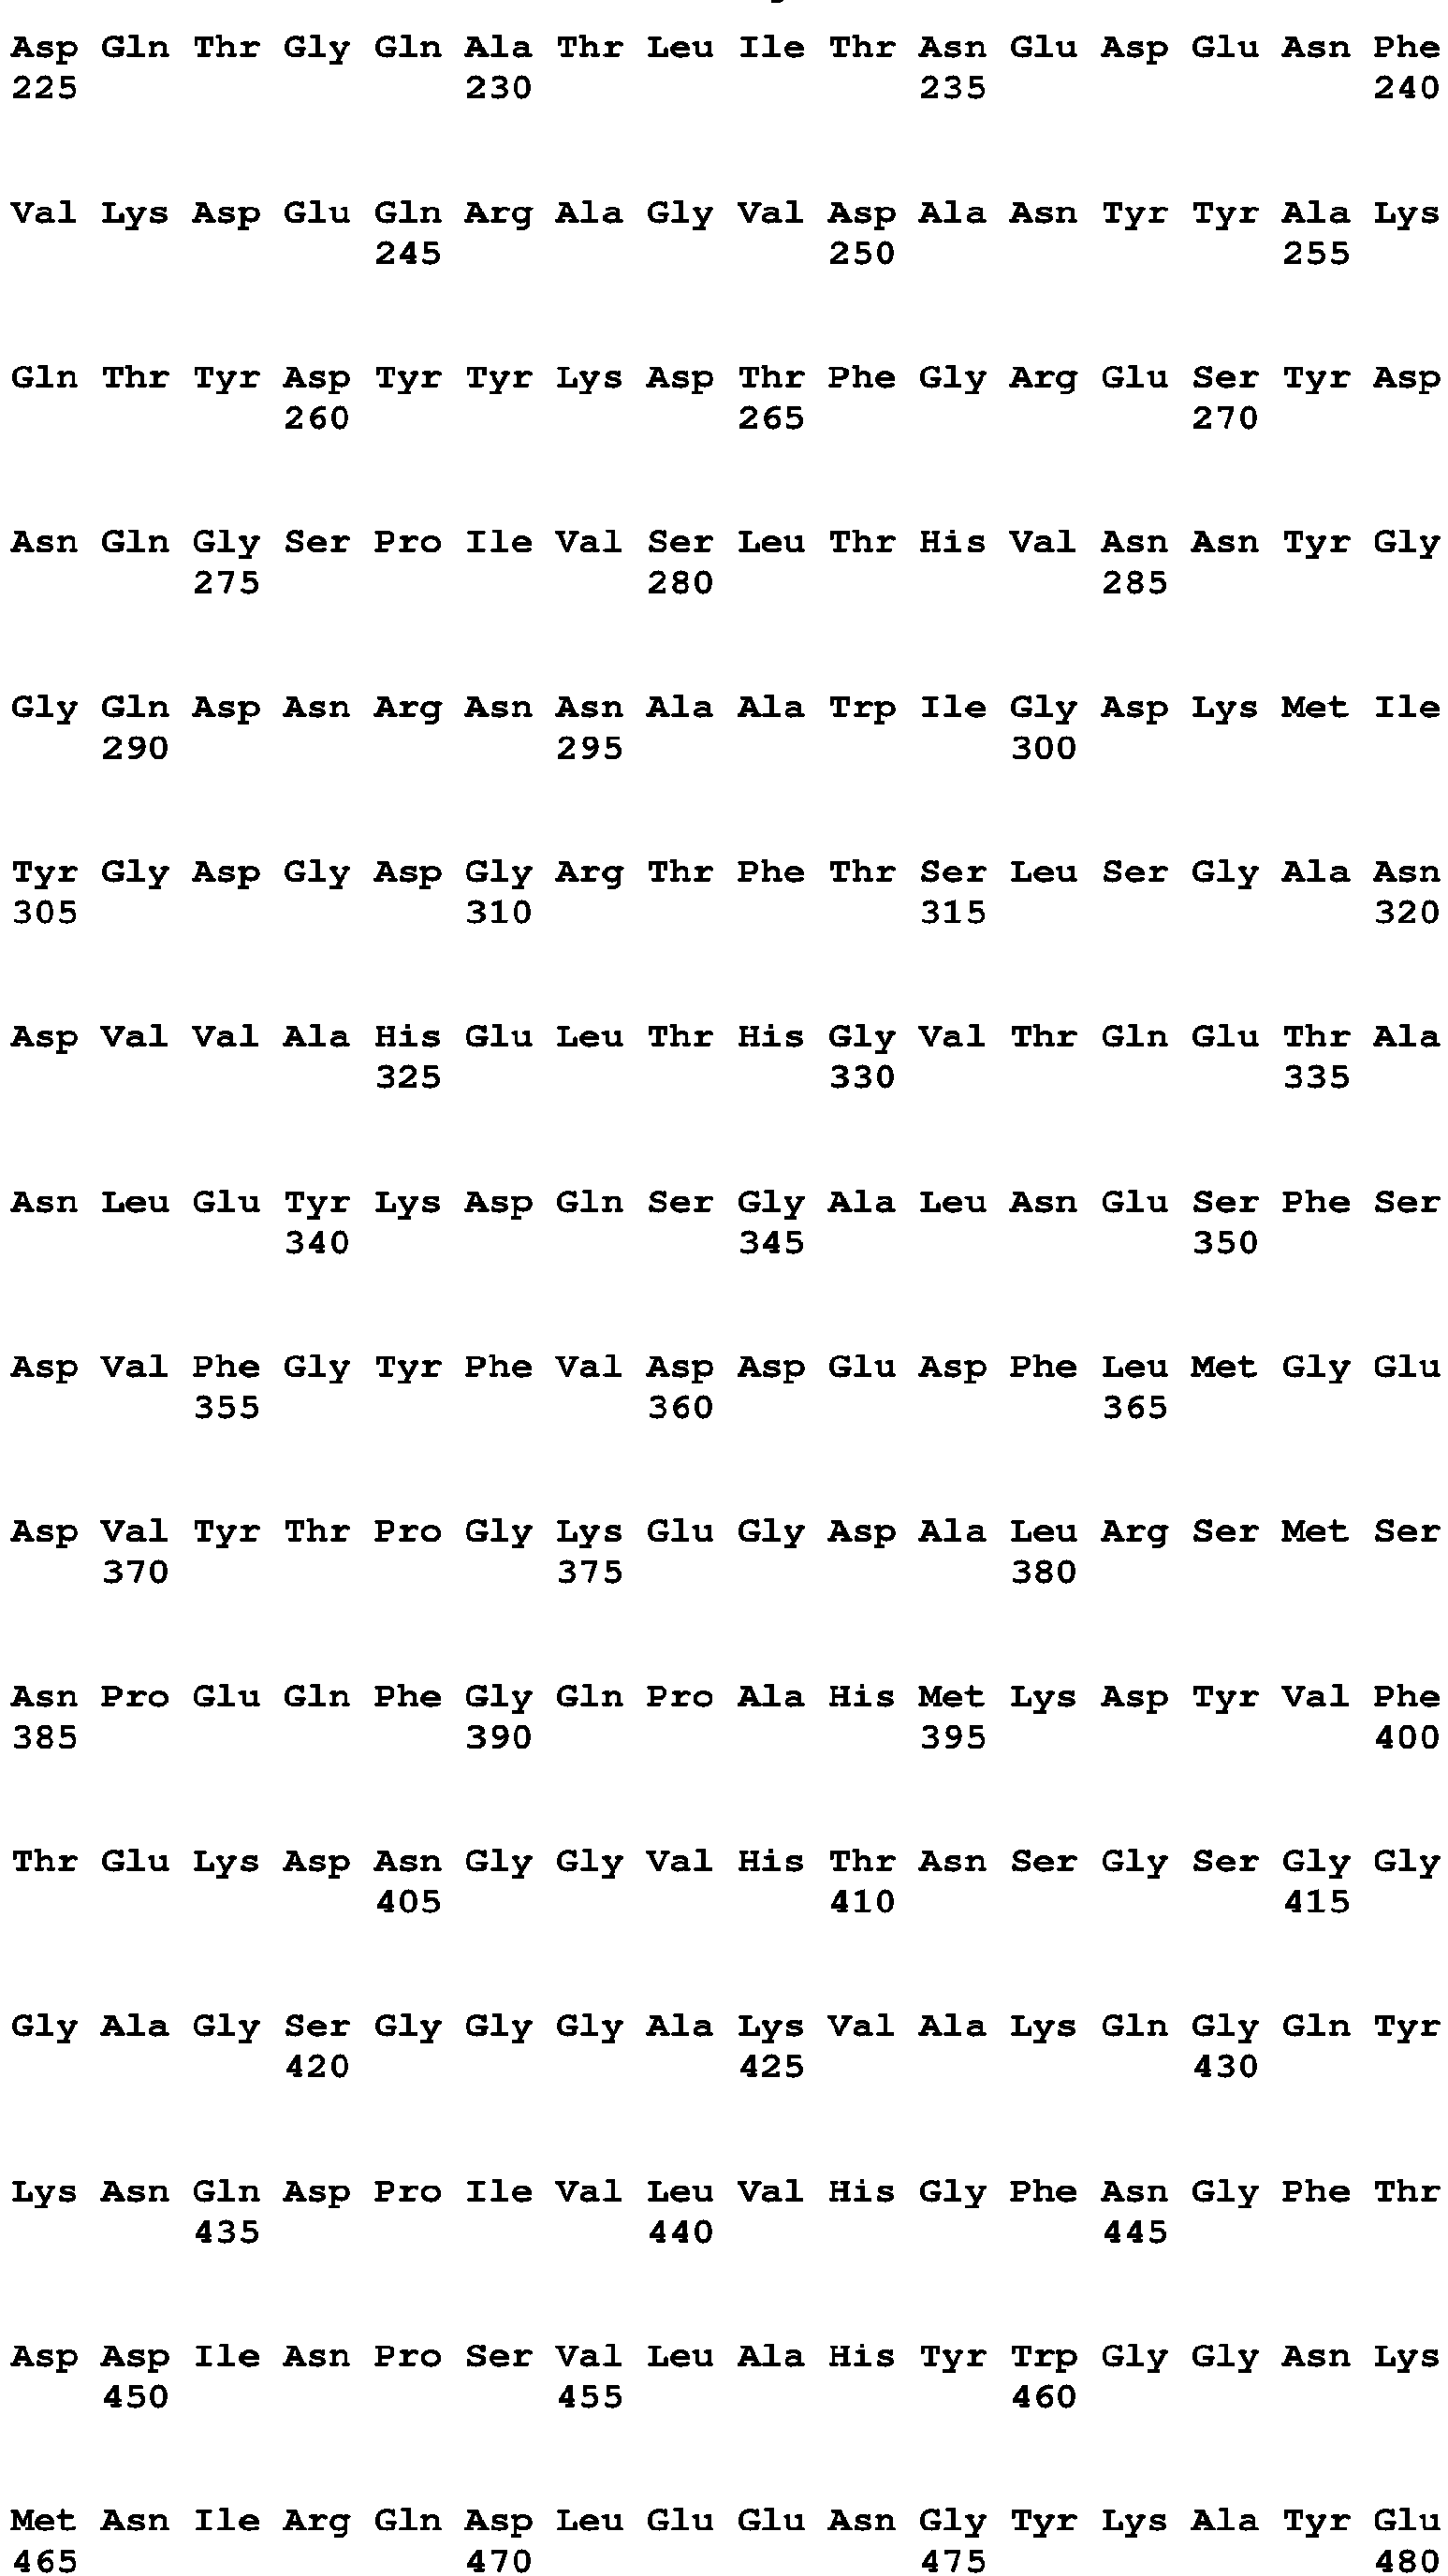 Asp Gln Thr Gly Gln Ala Thr Leu Ile Thr Asn Glu Asp Glu Asn Phe
225 230 235 240
Val Lys Asp Glu Gln Arg Ala Gly Val Asp Ala Asn Tyr Tyr Ala Lys
245 250 255
Gln Thr Tyr Asp Tyr Tyr Lys Asp Thr Phe Gly Arg Glu Ser Tyr Asp
260 265 270
Asn Gln Gly Ser Pro Ile Val Ser Leu Thr His Val Asn Asn Tyr Gly
275 280 285
Gly Gln Asp Asn Arg Asn Asn Ala Ala Trp Ile Gly Asp Lys Met Ile
290 295 300
Tyr Gly Asp Gly Asp Gly Arg Thr Phe Thr Ser Leu Ser Gly Ala Asn
305 310 315 320
Asp Val Val Ala His Glu Leu Thr His Gly Val Thr Gln Glu Thr Ala
325 330 335
Asn Leu Glu Tyr Lys Asp Gln Ser Gly Ala Leu Asn Glu Ser Phe Ser
340 345 350
Asp Val Phe Gly Tyr Phe Val Asp Asp Glu Asp Phe Leu Met Gly Glu
355 360 365
Asp Val Tyr Thr Pro Gly Lys Glu Gly Asp Ala Leu Arg Ser Met Ser
370 375 380
Asn Pro Glu Gln Phe Gly Gln Pro Ala His Met Lys Asp Tyr Val Phe
385 390 395 400
Thr Glu Lys Asp Asn Gly Gly Val His Thr Asn Ser Gly Ser Gly Gly
405 410 415
Gly Ala Gly Ser Gly Gly Gly Ala Lys Val Ala Lys Gln Gly Gln Tyr
420 425 430
Lys Asn Gln Asp Pro Ile Val Leu Val His Gly Phe Asn Gly Phe Thr
435 440 445
Asp Asp Ile Asn Pro Ser Val Leu Ala His Tyr Trp Gly Gly Asn Lys
450 455 460
Met Asn Ile Arg Gln Asp Leu Glu Glu Asn Gly Tyr Lys Ala Tyr Glu
465 470 475 480